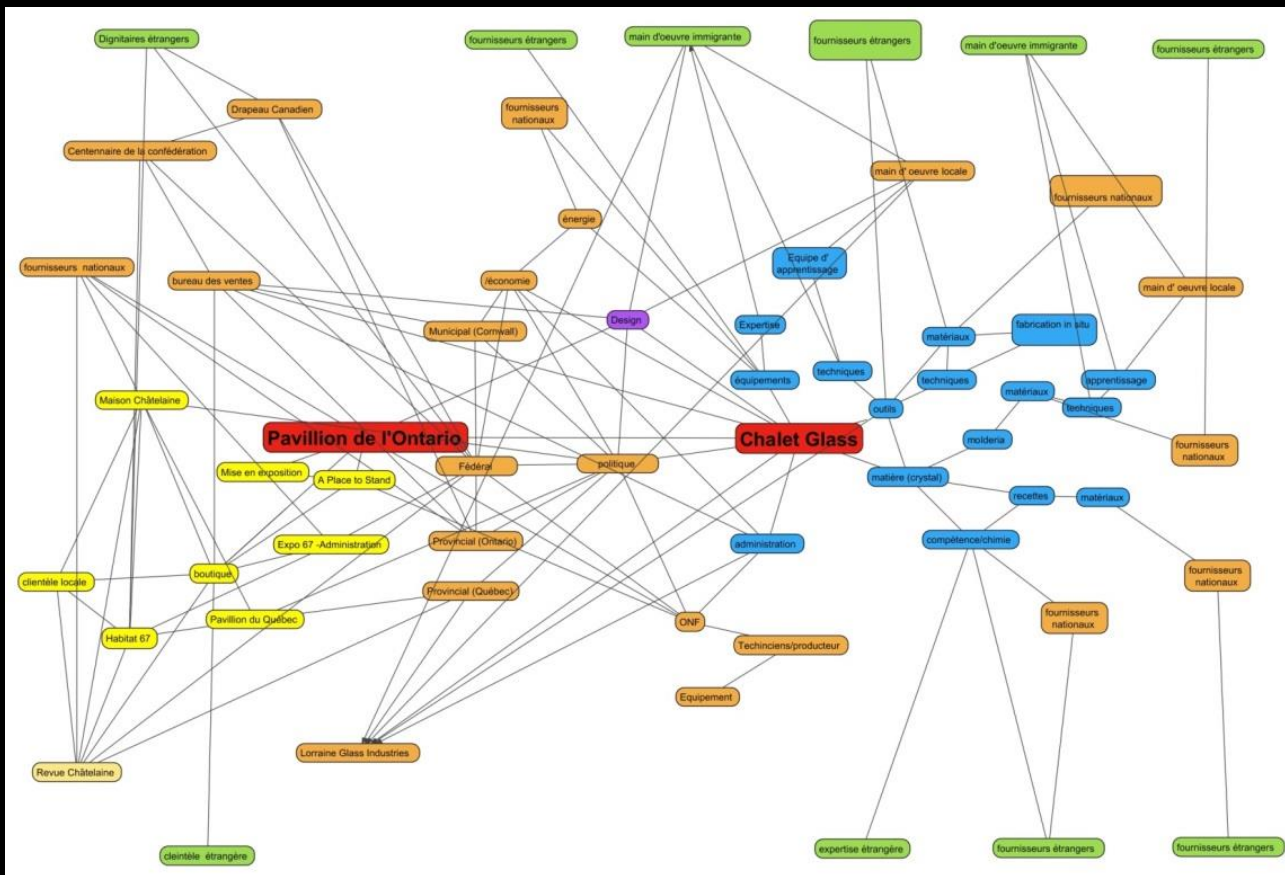 Dignitaires étrangers
fournisseurs étrangers
main d'oeuvre immigrante
fournisseurs étrangers
main d'oeuvre immigrante
fournisseurs étrangers
Drapeau Canadien
fournisseurs
nationaux
Centennaire de la confédération
main d' oeuvre locale
fournisseurs nationaux
énergie
fournisseurs nationaux
bureau des ventes
/économie
Equipe d'
apprentissage
main d' oeuvre locale
Design
Expertise
Municipal (Cornwall)
matériaux
fabrication in situ
techniques
équipements
techniques
apprentissage
matériaux
techniques
Maison Châtelaine
outils
Pavillion de l'Ontario
Chalet Glass
molderia
fournisseurs
nationaux
Mise en exposition
A Place to Stand
Fédéral
politique
matière (crystal)
recettes
matériaux
Expo 67 -Administration
Provincial (Ontario)
administration
compétence/chimie
clientèle locale
boutique
fournisseurs
nationaux
Provincial (Québec)
Pavillion du Québec
Habitat 67
ONF
fournisseurs
nationaux
Techinciens/producteur
Equipement
Lorraine Glass Industries
Revue Châtelaine
cleintèle étrangère
expertise étrangère
fournisseurs étrangers
fournisseurs étrangers